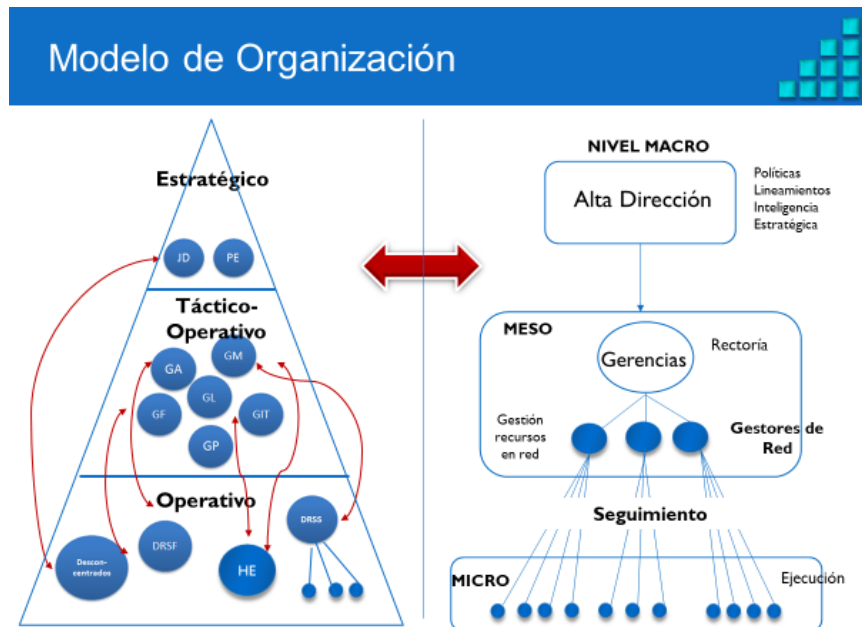 Modelo de Organización
Estratégico
JD
PE
Táctico-
Operativo
GM
GA
GL
GF
GIT
GP
Operativo
DRSS
DRSF
HE
Descon-
centrados
NIVEL MACRO
Alta Dirección
Políticas
Lineamientos
Inteligencia
Estratégica
MESO
Gerencias
Rectoría
Gestión
recursos
en red
Gestores de
Red
Seguimiento
MICRO
Ejecución